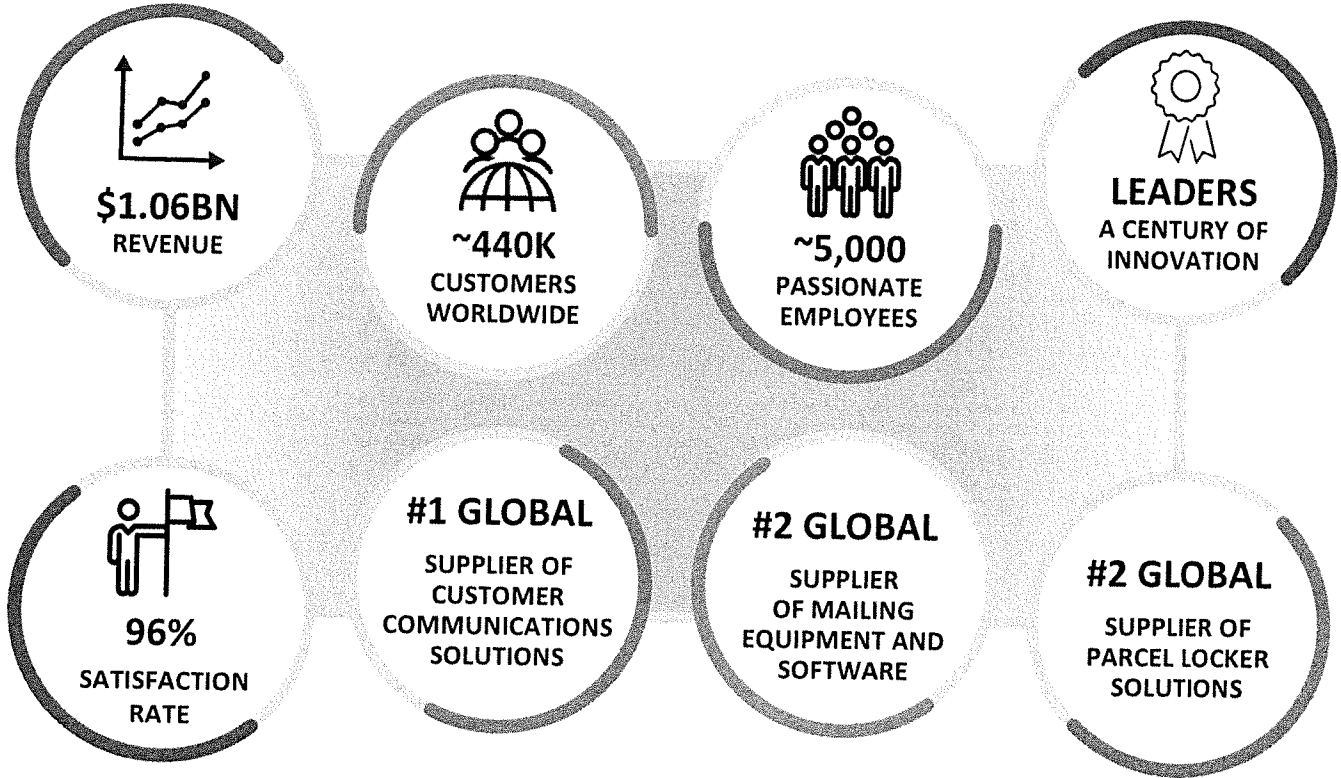 $1.06BN
REVENUE
~440K
CUSTOMERS
WORLDWIDE
~5,000
PASSIONATE
EMPLOYEES
LEADERS
A CENTURY OF
INNOVATION
96%
SATISFACTION
RATE
#1 GLOBAL
SUPPLIER OF
CUSTOMER
COMMUNICATIONS
SOLUTIONS
#2 GLOBAL
SUPPLIER
OF MAILING
EQUIPMENT AND
SOFTWARE
#2 GLOBAL
SUPPLIER OF
PARCEL LOCKER
SOLUTIONS